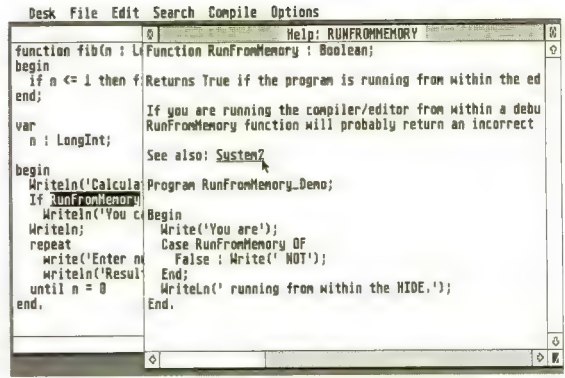 Desk File Edit Search Compile Options
function fib(n : L
begin
if n <= 1 then f
end;
var
n : LongInt;
begin
Writeln('Calcula
If RunFromMemory
Writeln('You c
Writeln;
repeat
write('Enter n
writeln('Resul
until n = 0
end.
Help: RUNFROMMEMORY
Function RunFromMemory : Boolean;
Returns True if the program is running from within the ed
If you are running the compiler/editor from within a debu
RunFromMemory function will probably return an incorrect
See also: System2
Program RunFromMemory_Demo;
Begin
Write('You are');
Case RunFromMemory OF
False : Write(' NOT');
End;
WriteLn(' running from within the HIDE.');
End.